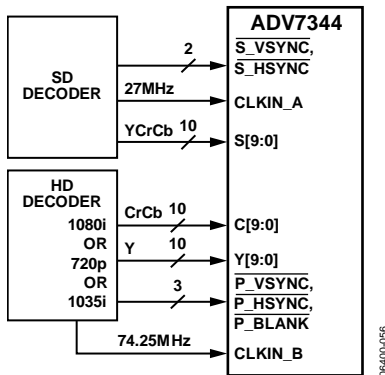 ADV7344
SD
DECODER
2
S_VSYNC,
S_HSYNC
27MHz
CLKIN_A
YCrCb 10
S[9:0]
HD
DECODER
1080i
OR
720p
OR
1035i
CrCb 10
C[9:0]
Y 10
Y[9:0]
3
P_VSYNC,
P_HSYNC,
P_BLANK
74.25MHz
CLKIN_B
06400-056